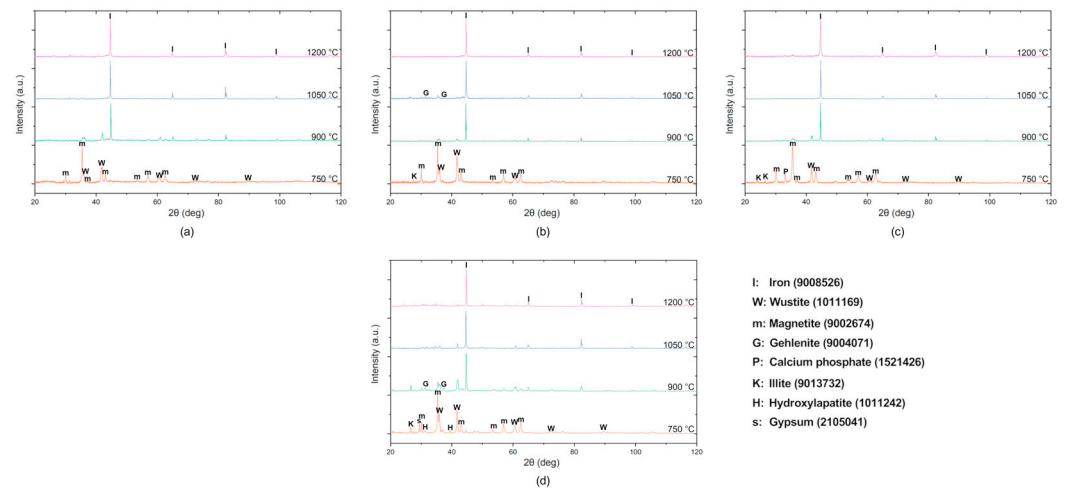 I
I
I
I
1200 °C
1050 °C
900 °C
m
m
W
m
W
m
m
m
W
m
W
W
750 °C
20
40
60
80
100
120
Intensity (a.u.)
2θ (deg)
(a)
I
I
I
I
1200 °C
G
G
1050 °C
900 °C
m
K
m
W
W
m
m
m
W
m
750 °C
20
40
60
80
100
120
Intensity (a.u.)
2θ (deg)
(b)
I
I
I
I
1200 °C
1050 °C
900 °C
m
K
K
m
P
m
W
m
m
m
W
m
W
W
750 °C
20
40
60
80
100
120
Intensity (a.u.)
2θ (deg)
(c)
I
I
I
I
1200 °C
1050 °C
G
G
900 °C
m
K
s
m
H
W
H
W
m
m
m
W
m
W
W
750 °C
20
40
60
80
100
120
Intensity (a.u.)
2θ (deg)
(d)
I: Iron (9008526)
W: Wustite (1011169)
m: Magnetite (9002674)
G: Gehlenite (9004071)
P: Calcium phosphate (1521426)
K: Illite (9013732)
H: Hydroxylapatite (1011242)
s: Gypsum (2105041)